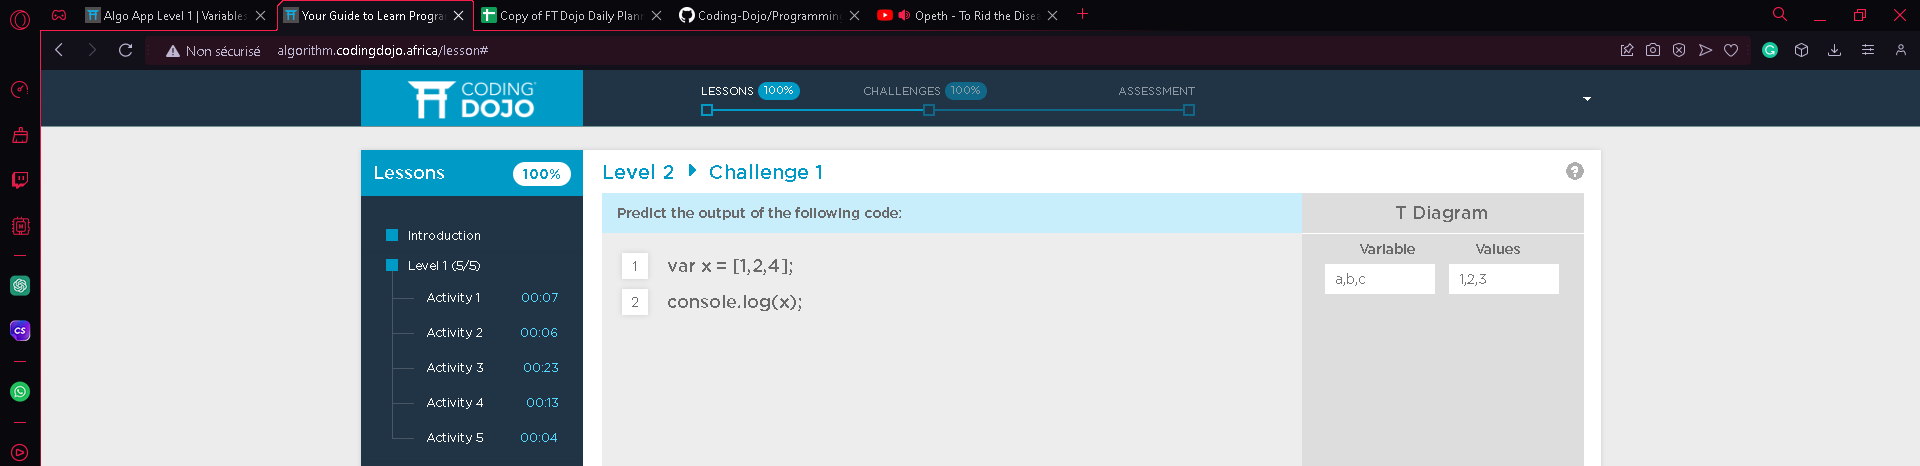 Algo App Level 1 | Variables
Your Guide to Learn Progra
Copy of FT Dojo Daily Plan
Coding-Dojo/Programmin
Opeth - To Rid the Dise
Non sécurisé algorithm.codingdojo.africa/lesson#
CODING DOJO
LESSONS 100%
CHALLENGES 100%
ASSESSMENT
Lessons 100%
Introduction
Level 1 (5/5)
Activity 1 00:07
Activity 2 00:06
Activity 3 00:23
Activity 4 00:13
Activity 5 00:04
CS
Level 2 Challenge 1
?
Predict the output of the following code:
1 var x = [1,2,4];
2 console.log(x);
T Diagram
Variable Values
a,b,c 1,2,3